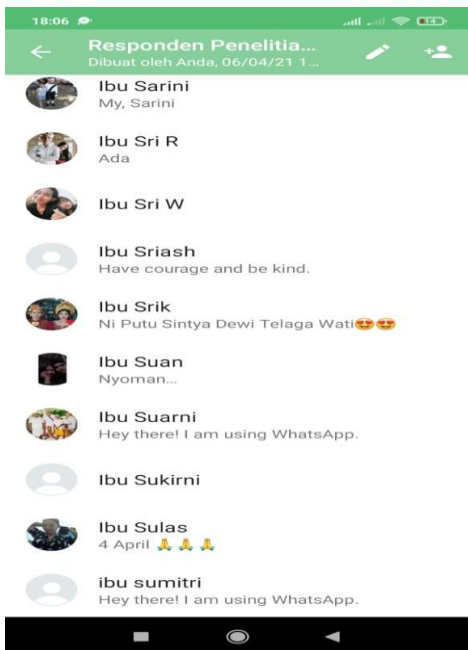 18:06
Responden Penelitia...
Dibuat oleh Anda, 06/04/21 1...
Ibu Sarini
My, Sarini
Ibu Sri R
Ada
Ibu Sri W
Ibu Sriash
Have courage and be kind.
Ibu Srik
Ni Putu Sintya Dewi Telaga Wati😍😍
Ibu Suan
Nyoman...
Ibu Suarni
Hey there! I am using WhatsApp.
Ibu Sukirni
Ibu Sulas
4 April 🙏🙏🙏
ibu sumitri
Hey there! I am using WhatsApp.